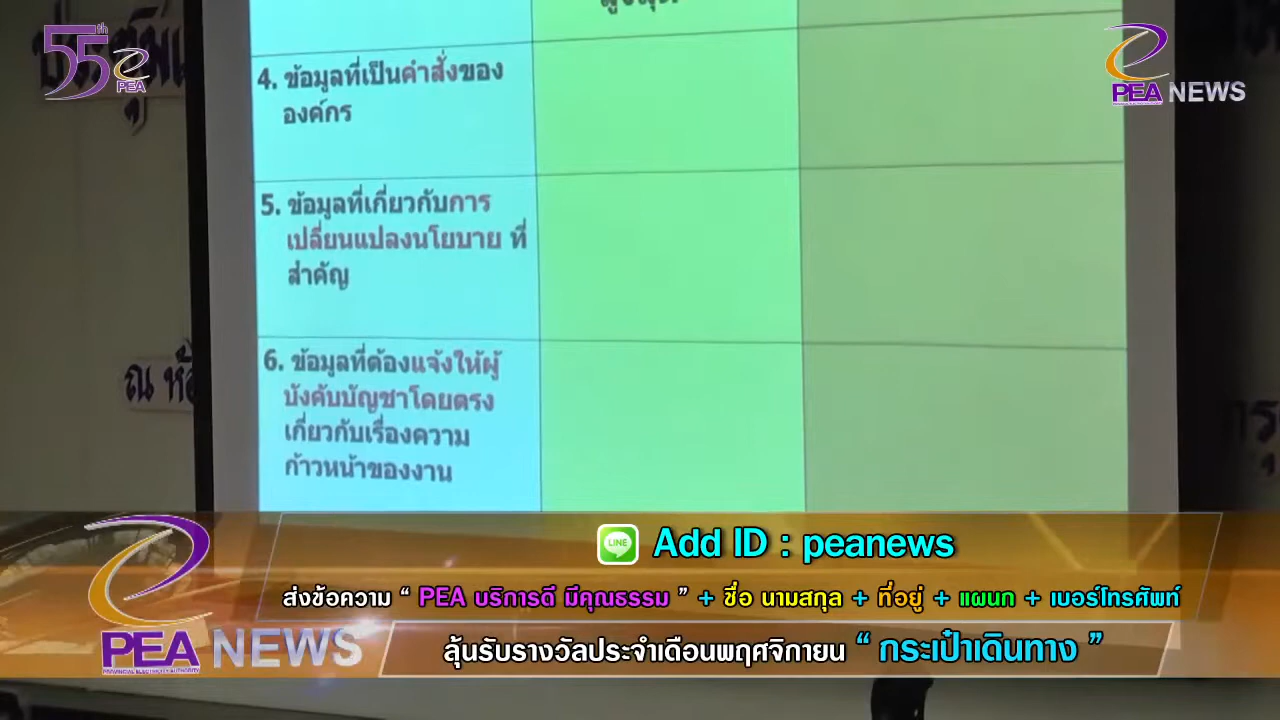 55th
PEA
PEA NEWS
4. ข้อมูลที่เป็นคำสั่งของ
องค์กร
5. ข้อมูลที่เกี่ยวกับการ
เปลี่ยนแปลงนโยบาย ที่
สำคัญ
6. ข้อมูลที่ต้องแจ้งให้ผู้
บังคับบัญชาโดยตรง
เกี่ยวกับเรื่องความ
ก้าวหน้าของงาน
ณ ห้
LINE
Add ID : peanews
ส่งข้อความ “ PEA บริการดี มีคุณธรรม ” + ชื่อ นามสกุล + ที่อยู่ + แผนก + เบอร์โทรศัพท์
PEA NEWS
PROVINCIAL ELECTRICITY AUTHORITY
ลุ้นรับรางวัลประจำเดือนพฤศจิกายน “ กระเป๋าเดินทาง ”